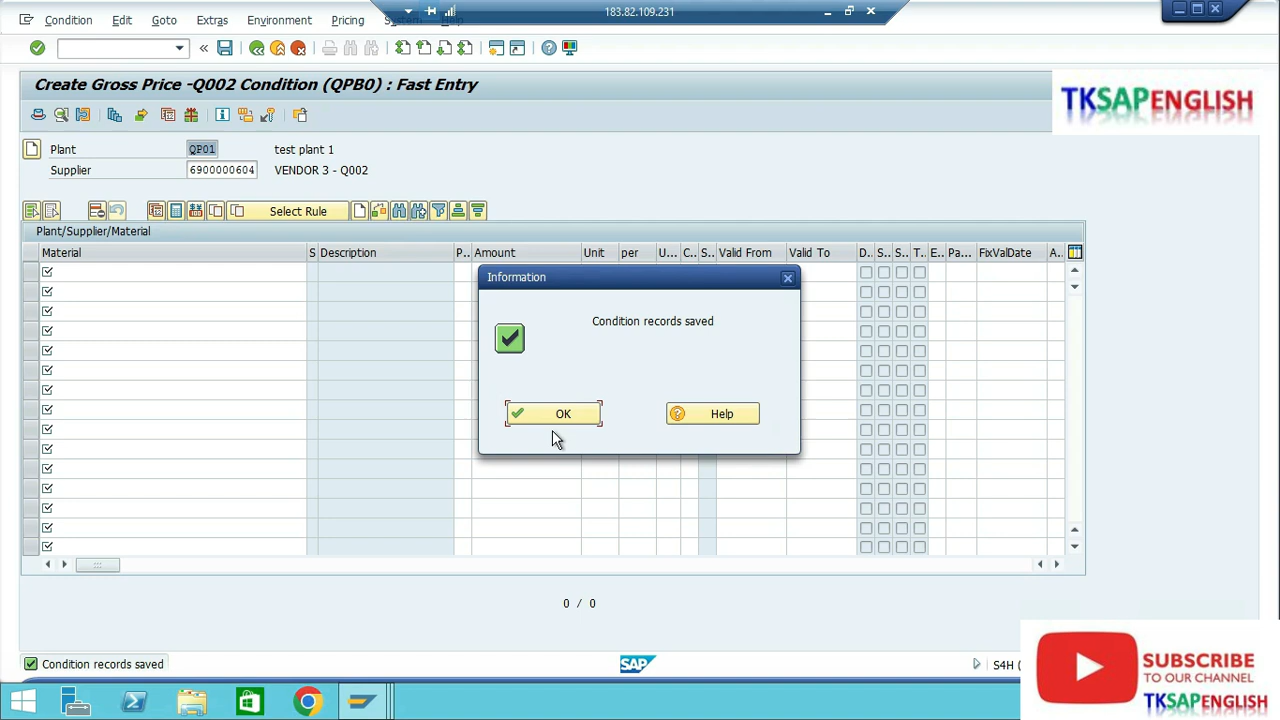 Condition Edit Goto Extras Environment Pricing System Help
183.82.109.231
Create Gross Price -Q002 Condition (QPB0) : Fast Entry
TKSAPENGLISH
Plant QP01 test plant 1
Supplier 6900000604 VENDOR 3 - Q002
Select Rule
Plant/Supplier/Material
Material S Description P.. Amount Unit per U... C.. S.. Valid From Valid To D.. S.. S.. T.. E.. Pa... FixValDate A..
Information
Condition records saved
OK Help
0 / 0
Condition records saved
SAP
S4H (
SUBSCRIBE
TO OUR CHANNEL
TKSAPENGLISH